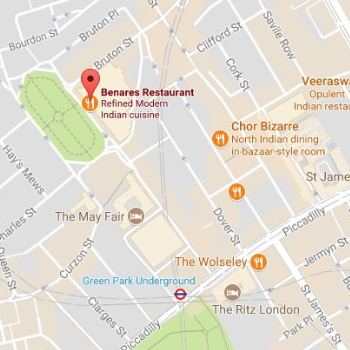 Bruton Pl
Bourdon St
Bruton St
Clifford St
Savile Row
Cork St
Benares Restaurant
Refined Modern
Indian cuisine
Veeraswa
Opulent
Indian restau
Chor Bizarre
North Indian dining
in bazaar-style room
Hay's Mews
St James
The May Fair
Dover St
Piccadilly
Charles St
Queen St
Curzon St
The Wolseley
Jermyn St
Green Park Underground
The Ritz London
Clarges St
Piccadilly
St James's St
Park Pl